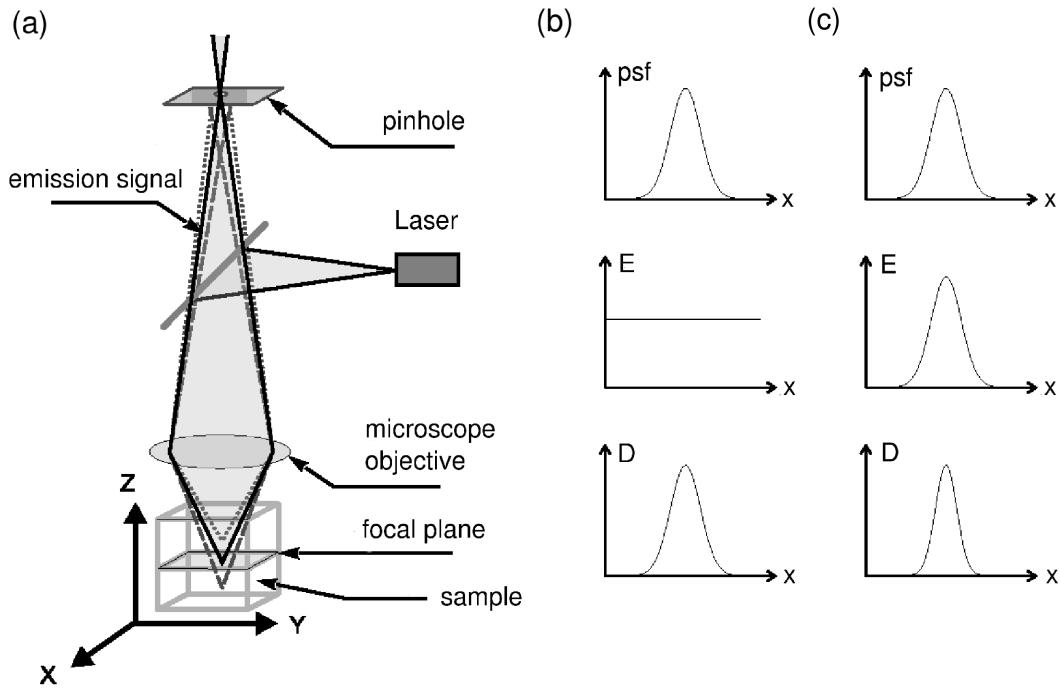 (a)
pinhole
emission signal
Laser
microscope
objective
Z
focal plane
sample
Y
X
(b)
psf
X
E
X
D
X
(c)
psf
X
E
X
D
X